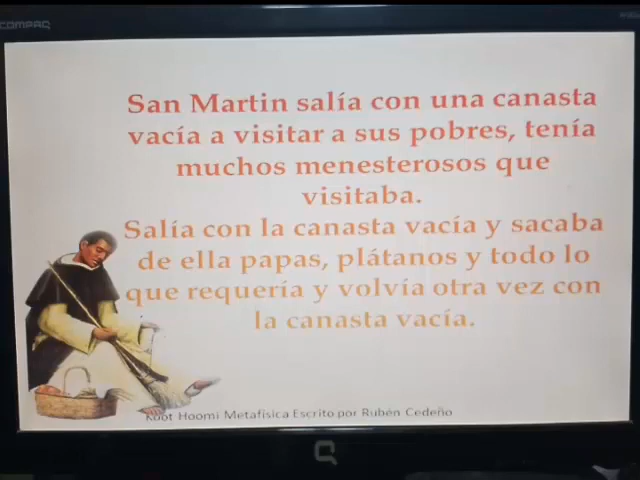 COMPAQ
San Martin salía con una canasta
vacía a visitar a sus pobres, tenía
muchos menesterosos que
visitaba.
Salía con la canasta vacía y sacaba
de ella papas, plátanos y todo lo
que requería y volvía otra vez con
la canasta vacía.
Koot Hoomi Metafísica Escrito por Rubén Cedeño